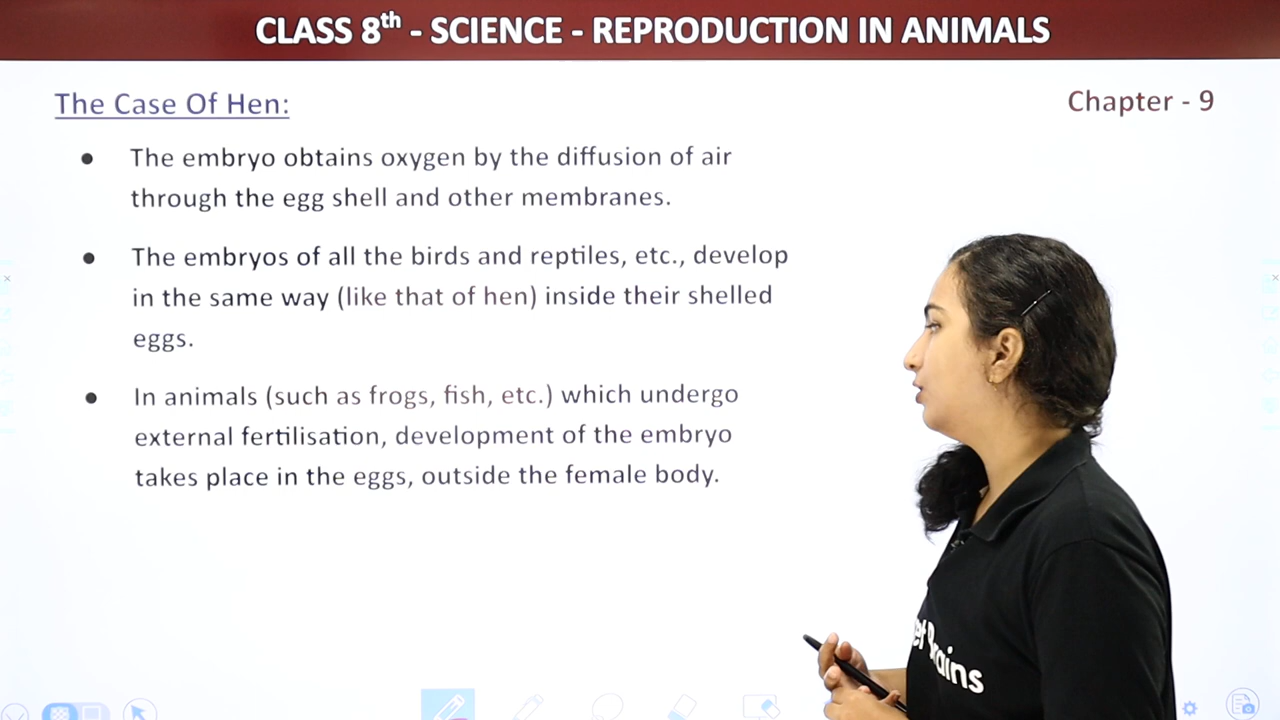 CLASS 8th - SCIENCE - REPRODUCTION IN ANIMALS
The Case Of Hen:
Chapter - 9
● The embryo obtains oxygen by the diffusion of air
through the egg shell and other membranes.
● The embryos of all the birds and reptiles, etc., develop
in the same way (like that of hen) inside their shelled
eggs.
● In animals (such as frogs, fish, etc.) which undergo
external fertilisation, development of the embryo
takes place in the eggs, outside the female body.